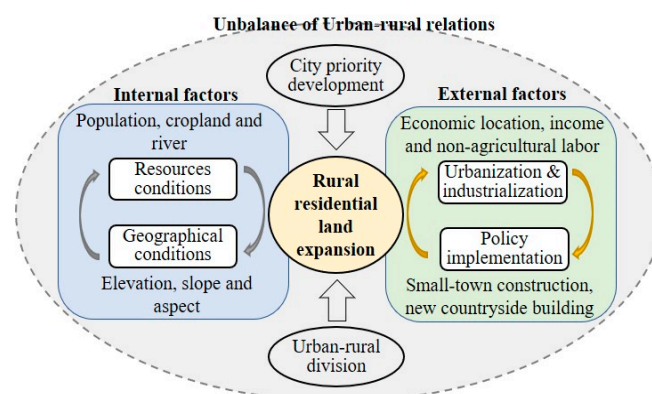 Unbalance of Urban-rural relations
City priority
development
Internal factors
Population, cropland and
river
Resources
conditions
Geographical
conditions
Elevation, slope and
aspect
Rural
residential
land
expansion
External factors
Economic location, income
and non-agricultural labor
Urbanization &
industrialization
Policy
implementation
Small-town construction,
new countryside building
Urban-rural
division